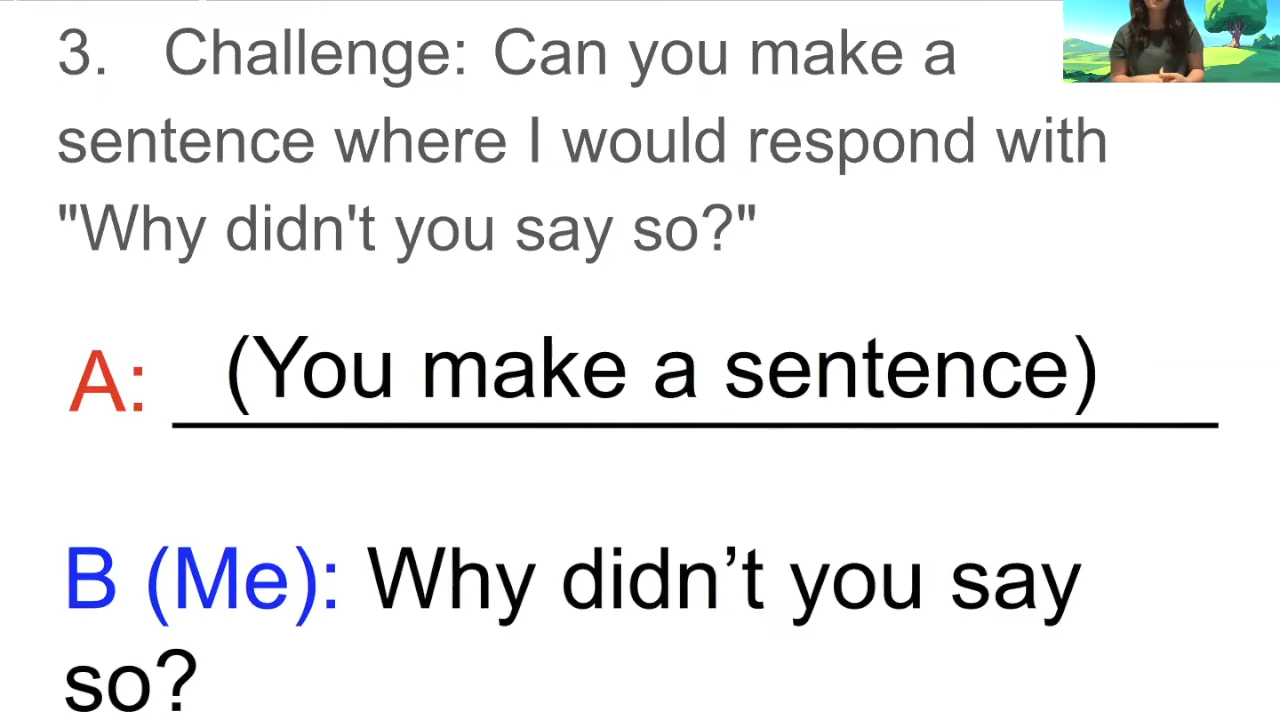 3. Challenge: Can you make a
sentence where I would respond with
"Why didn't you say so?"
A: (You make a sentence)
B (Me): Why didn’t you say
so?